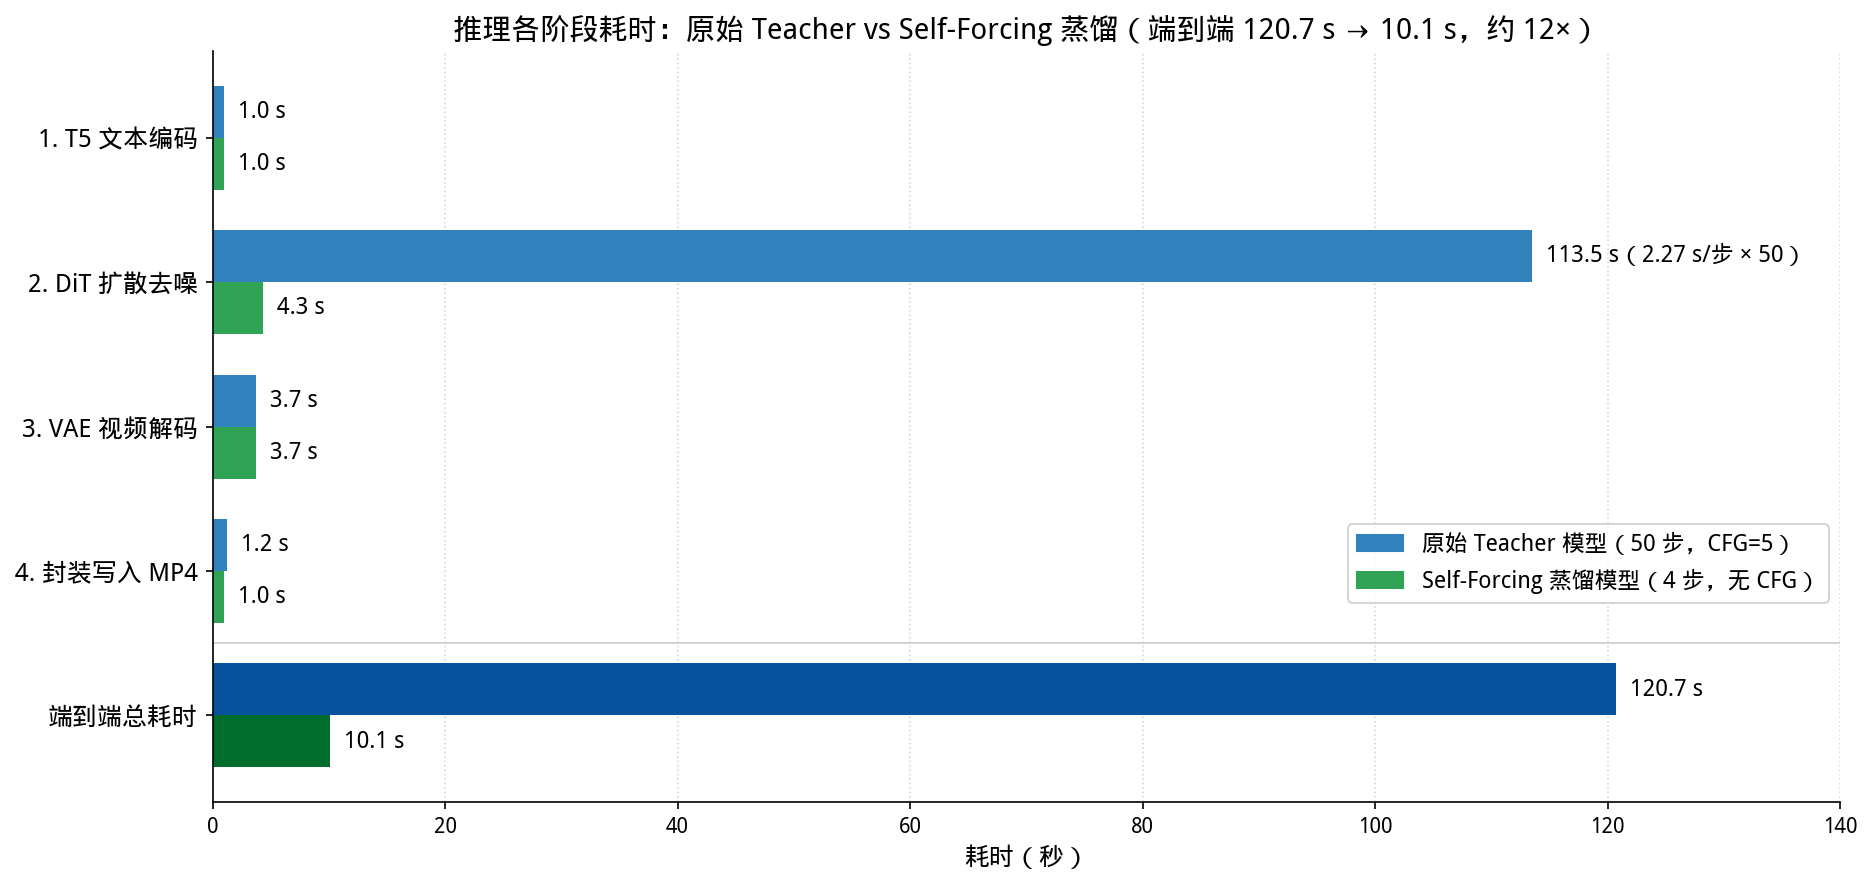 推理各阶段耗时：原始 Teacher vs Self-Forcing 蒸馏（端到端 120.7 s → 10.1 s，约 12×）
1. T5 文本编码
1.0 s
1.0 s
2. DiT 扩散去噪
113.5 s（2.27 s/步 × 50）
4.3 s
3. VAE 视频解码
3.7 s
3.7 s
4. 封装写入 MP4
1.2 s
1.0 s
原始 Teacher 模型（50 步，CFG=5）
Self-Forcing 蒸馏模型（4 步，无 CFG）
端到端总耗时
120.7 s
10.1 s
0 20 40 60 80 100 120 140
耗时（秒）